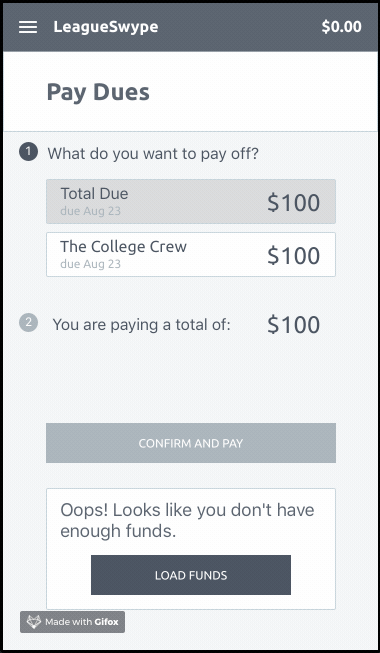 LeagueSwype $0.00
Pay Dues
1 What do you want to pay off?
Total Due $100
due Aug 23
The College Crew $100
due Aug 23
2 You are paying a total of: $100
CONFIRM AND PAY
Oops! Looks like you don't have
enough funds.
LOAD FUNDS
Made with Gifox